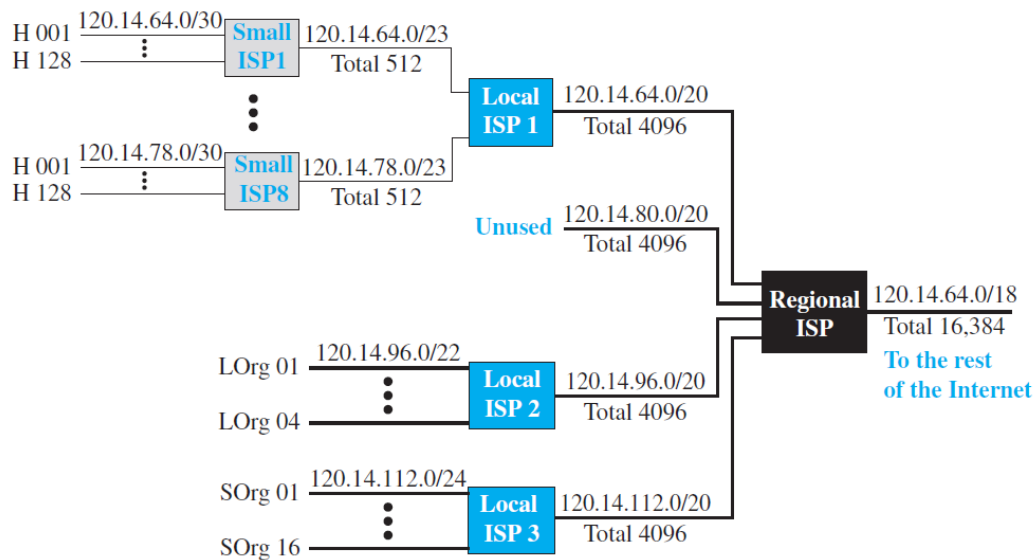 H 001 120.14.64.0/30
H 128
Small
ISP1
120.14.64.0/23
Total 512
H 001 120.14.78.0/30
H 128
Small
ISP8
120.14.78.0/23
Total 512
Local
ISP 1
120.14.64.0/20
Total 4096
Unused
120.14.80.0/20
Total 4096
LOrg 01 120.14.96.0/22
LOrg 04
Local
ISP 2
120.14.96.0/20
Total 4096
SOrg 01 120.14.112.0/24
SOrg 16
Local
ISP 3
120.14.112.0/20
Total 4096
Regional
ISP
120.14.64.0/18
Total 16,384
To the rest
of the Internet